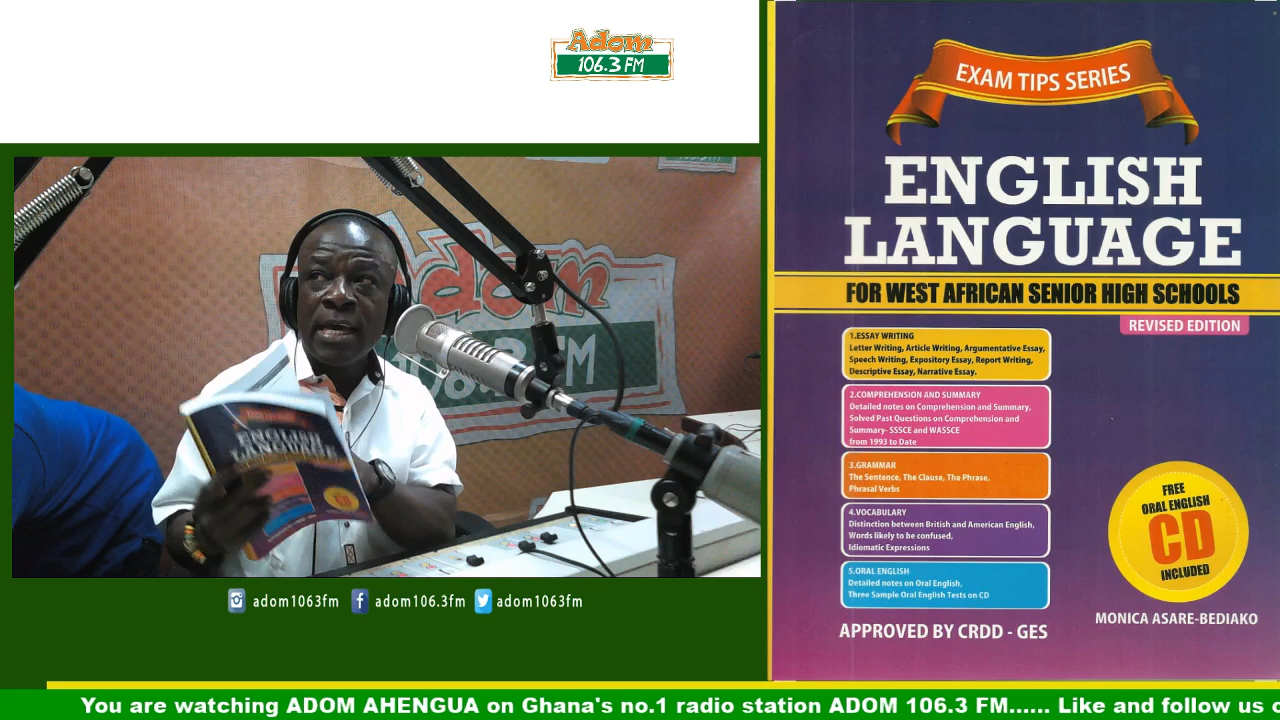 Adom
106.3 FM
Adom
106.3 FM
ENGLISH
CD
adom1063fm adom106.3fm adom1063fm
EXAM TIPS SERIES
ENGLISH
LANGUAGE
FOR WEST AFRICAN SENIOR HIGH SCHOOLS
REVISED EDITION
1.ESSAY WRITING
Letter Writing, Article Writing, Argumentative Essay,
Speech Writing, Expository Essay, Report Writing,
Descriptive Essay, Narrative Essay.
2.COMPREHENSION AND SUMMARY
Detailed notes on Comprehension and Summary,
Solved Past Questions on Comprehension and
Summary- SSSCE and WASSCE
from 1993 to Date
3.GRAMMAR
The Sentence, The Clause, The Phrase,
Phrasal Verbs
4.VOCABULARY
Distinction between British and American English,
Words likely to be confused,
Idiomatic Expressions
5.ORAL ENGLISH
Detailed notes on Oral English,
Three Sample Oral English Tests on CD
FREE
ORAL ENGLISH
CD
INCLUDED
MONICA ASARE-BEDIAKO
APPROVED BY CRDD - GES
You are watching ADOM AHENGUA on Ghana's no.1 radio station ADOM 106.3 FM...... Like and follow us